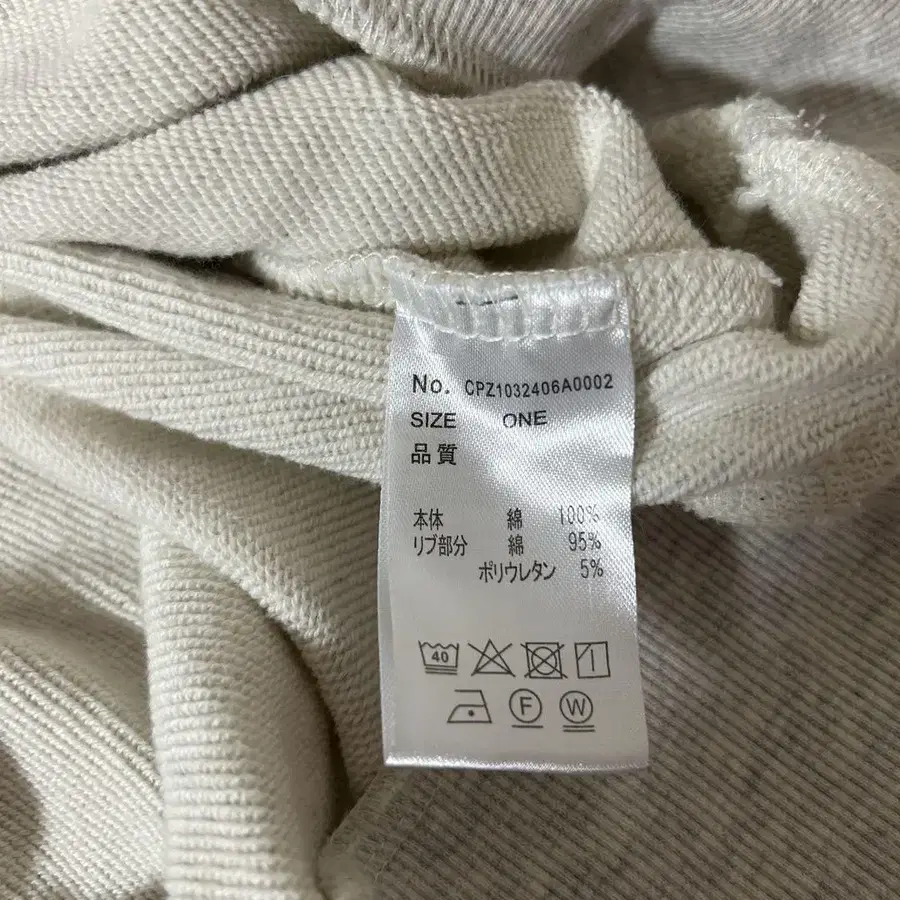 No. CPZ1032406A0002
SIZE ONE
品質
本体 綿 100%
リブ部分 綿 95%
ポリウレタン 5%
40
F W